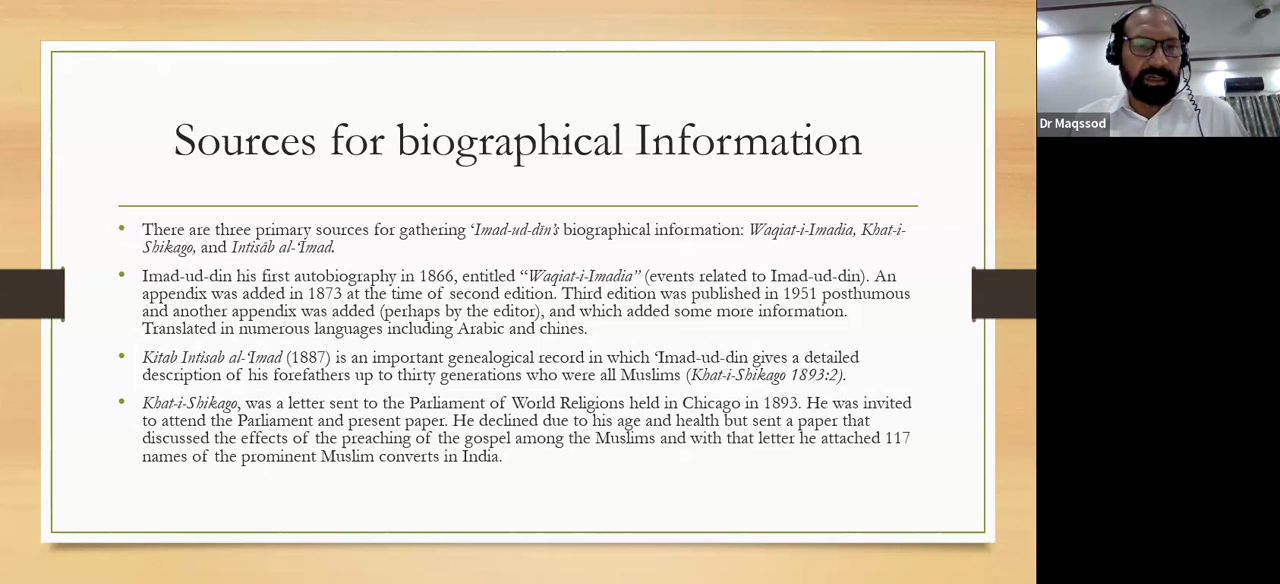 Sources for biographical Information
• There are three primary sources for gathering ‘Imad-ud-dīn’s biographical information: Waqiat-i-Imadia, Khat-i-
Shikago, and Intisāb al-‘Imad.
• Imad-ud-din his first autobiography in 1866, entitled “Waqiat-i-Imadia” (events related to Imad-ud-din). An
appendix was added in 1873 at the time of second edition. Third edition was published in 1951 posthumous
and another appendix was added (perhaps by the editor), and which added some more information.
Translated in numerous languages including Arabic and chines.
• Kitab Intisab al-‘Imad (1887) is an important genealogical record in which ‘Imad-ud-din gives a detailed
description of his forefathers up to thirty generations who were all Muslims (Khat-i-Shikago 1893:2).
• Khat-i-Shikago, was a letter sent to the Parliament of World Religions held in Chicago in 1893. He was invited
to attend the Parliament and present paper. He declined due to his age and health but sent a paper that
discussed the effects of the preaching of the gospel among the Muslims and with that letter he attached 117
names of the prominent Muslim converts in India.
Dr Maqssod